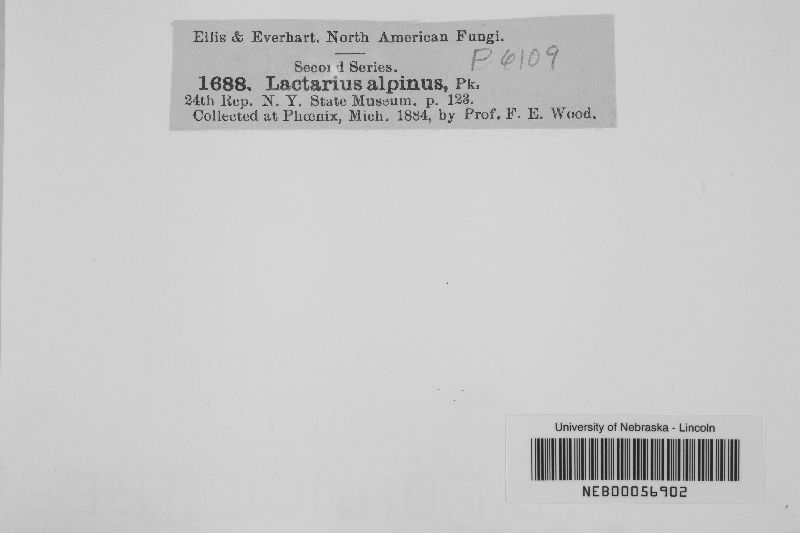 Ellis & Everhart. North American Fungi.
P 6109
Second Series.
1688. Lactarius alpinus, Pk.
24th Rep. N. Y. State Museum. p. 123.
Collected at Phœnix, Mich. 1884, by Prof. F. E. Wood.
University of Nebraska - Lincoln
NEB00056902